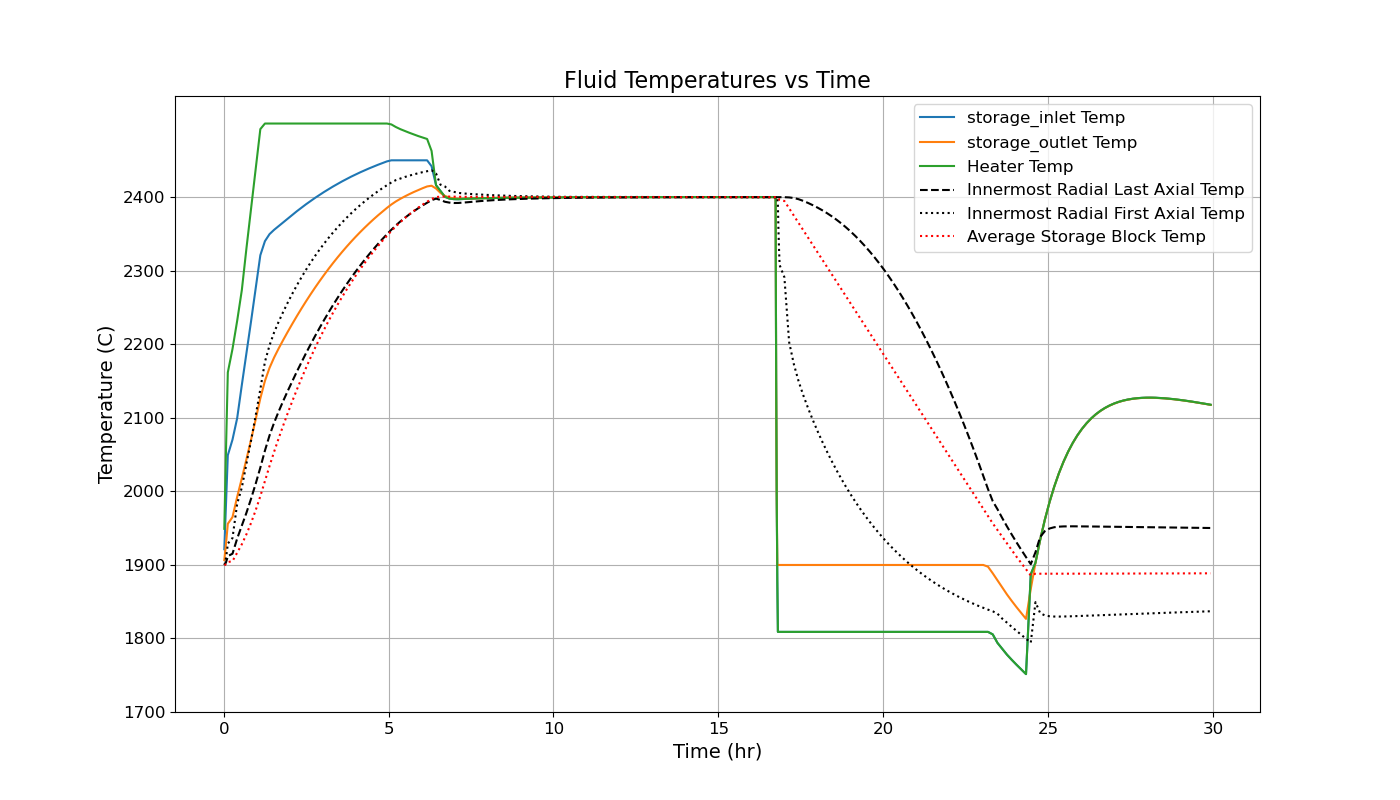 Fluid Temperatures vs Time
storage_inlet Temp
storage_outlet Temp
Heater Temp
Innermost Radial Last Axial Temp
Innermost Radial First Axial Temp
Average Storage Block Temp
Temperature (C)
2400
2300
2200
2100
2000
1900
1800
1700
0 5 10 15 20 25 30
Time (hr)